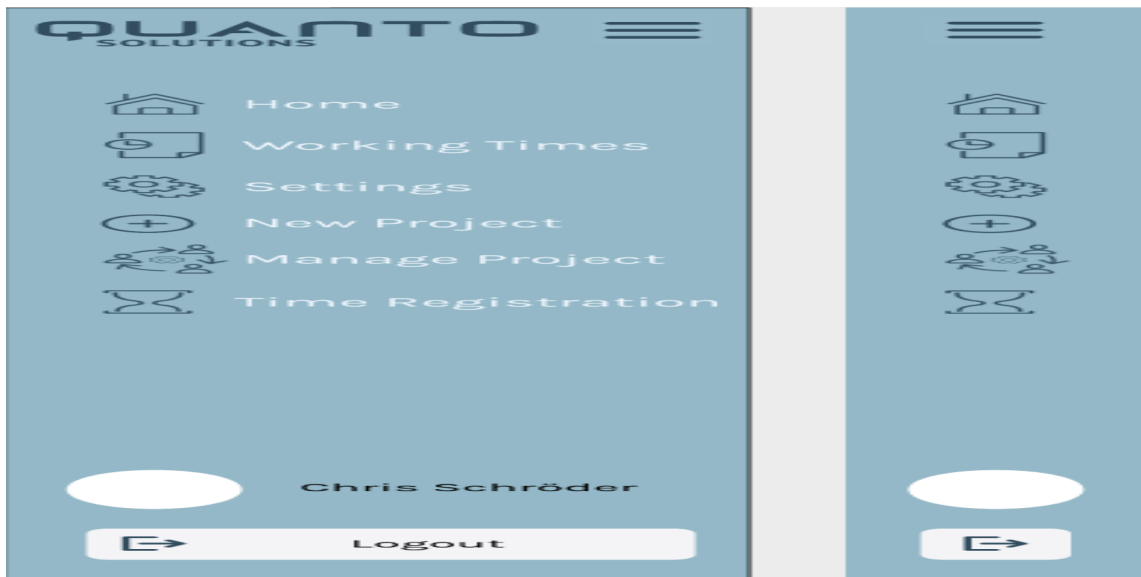 QUANTO
SOLUTIONS
Home
Working Times
Settings
New Project
Manage Project
Time Registration
Chris Schröder
Logout